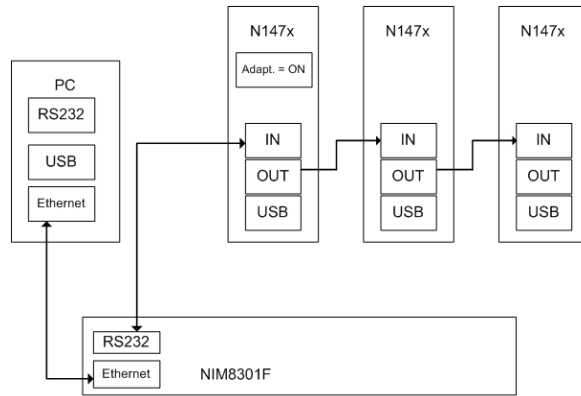 PC
RS232
USB
Ethernet
N147x
Adapt. = ON
IN
OUT
USB
N147x
IN
OUT
USB
N147x
IN
OUT
USB
RS232
Ethernet
NIM8301F